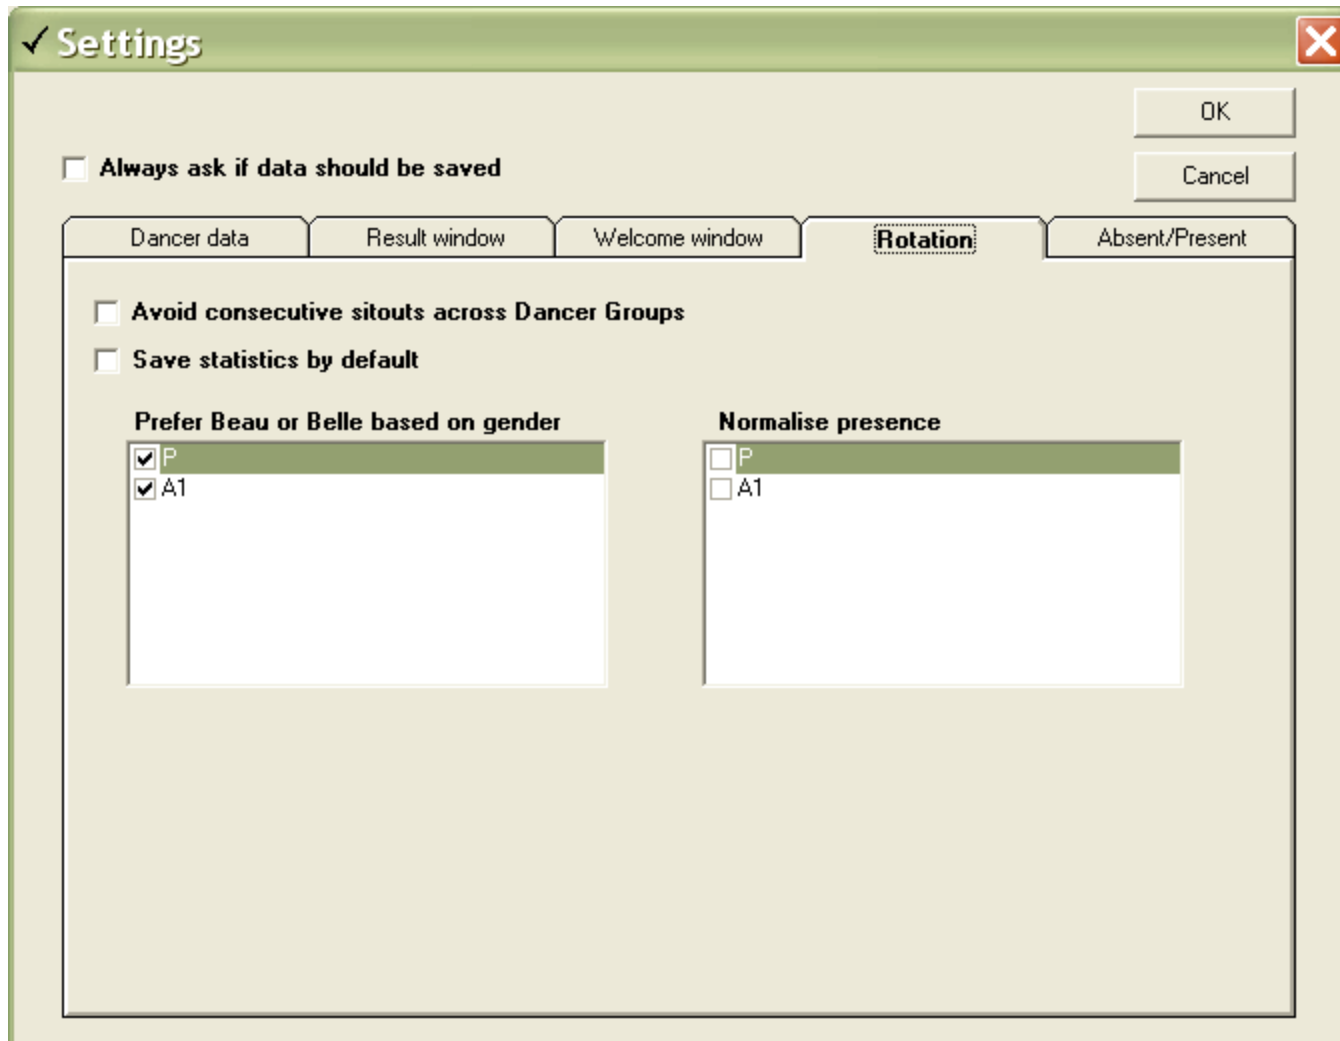 Settings
OK
Always ask if data should be saved
Cancel
Dancer data
Result window
Welcome window
Rotation
Absent/Present
Avoid consecutive sitouts across Dancer Groups
Save statistics by default
Prefer Beau or Belle based on gender
P
A1
Normalise presence
P
A1